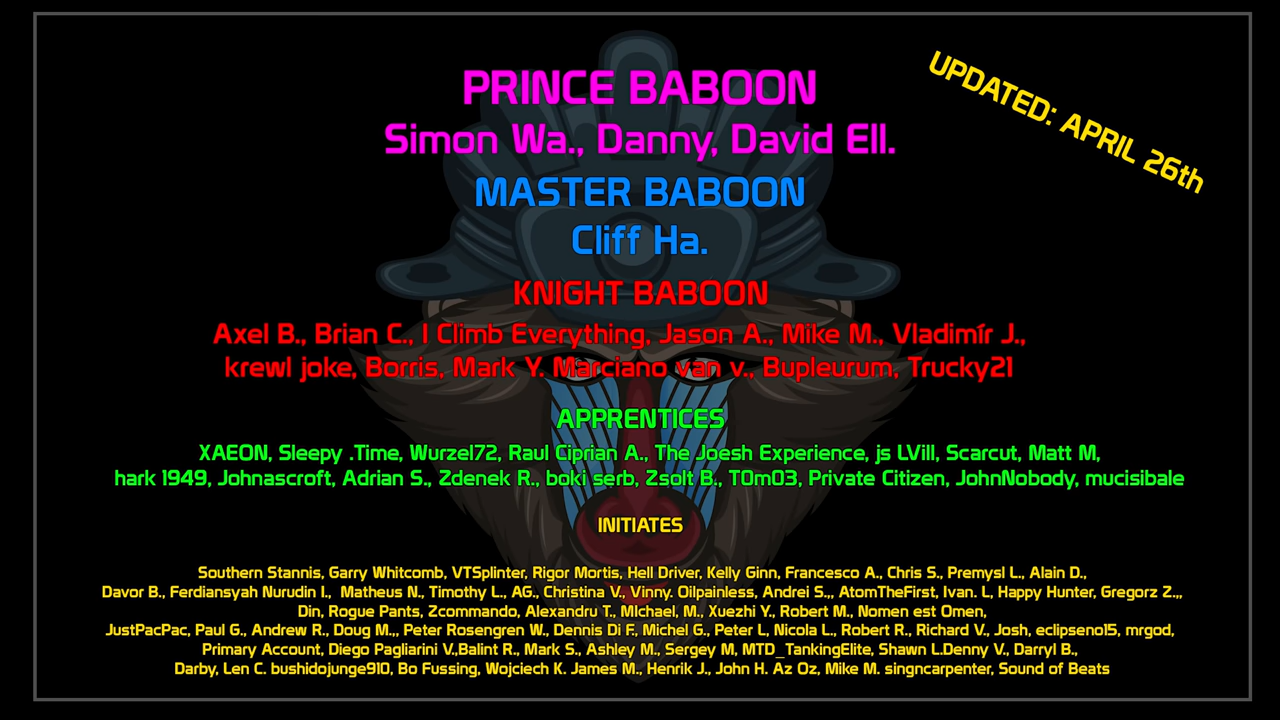 PRINCE BABOON
UPDATED: APRIL 26th
Simon Wa., Danny, David Ell.
MASTER BABOON
Cliff Ha.
KNIGHT BABOON
Axel B., Brian C., I Climb Everything, Jason A., Mike M., Vladimír J.,
krewl joke, Borris, Mark Y. Marciano van v., Bupleurum, Trucky21
APPRENTICES
XAEON, Sleepy .Time, Wurzel72, Raul Ciprian A., The Joesh Experience, js LVill, Scarcut, Matt M,
hark 1949, Johnascroft, Adrian S., Zdenek R., boki serb, Zsolt B., T0m03, Private Citizen, JohnNobody, mucisibale
INITIATES
Southern Stannis, Garry Whitcomb, VTSplinter, Rigor Mortis, Hell Driver, Kelly Ginn, Francesco A., Chris S., Premysl L., Alain D.,
Davor B., Ferdiansyah Nurudin I.,  Matheus N., Timothy L., AG., Christina V., Vinny. Oilpainless, Andrei S.,, AtomTheFirst, Ivan. L, Happy Hunter, Gregorz Z.,,
Din, Rogue Pants, Zcommando, Alexandru T., MIchael, M., Xuezhi Y., Robert M., Nomen est Omen,
JustPacPac, Paul G., Andrew R., Doug M.,, Peter Rosengren W., Dennis Di F., Michel G., Peter L, Nicola L., Robert R., Richard V., Josh, eclipseno15, mrgod,
Primary Account, Diego Pagliarini V.,Balint R., Mark S., Ashley M., Sergey M, MTD_TankingElite, Shawn L.Denny V., Darryl B.,
Darby, Len C. bushidojunge910, Bo Fussing, Wojciech K. James M., Henrik J., John H. Az Oz, Mike M. singncarpenter, Sound of Beats